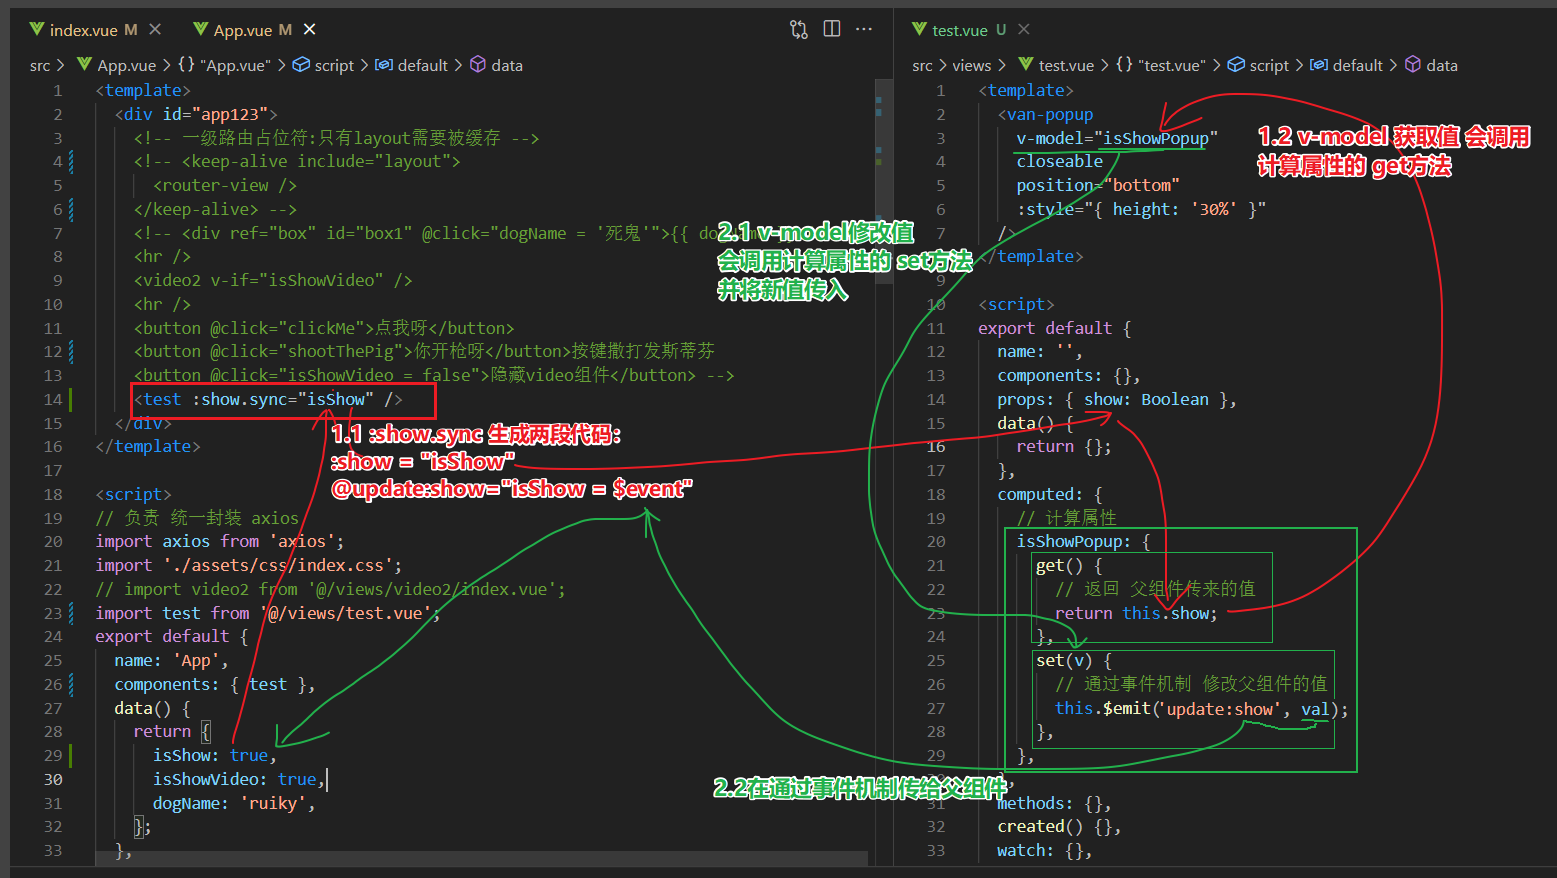 index.vue M
App.vue M
src > App.vue > {} "App.vue" > script > default > data
1 <template>
2 <div id="app123">
3 <!-- 一级路由占位符:只有layout需要被缓存 -->
4 <!-- <keep-alive include="layout">
5 <router-view />
6 </keep-alive> -->
7 <!-- <div ref="box" id="box1" @click="dogName = '死鬼'">{{ do
8 <hr />
9 <video2 v-if="isShowVideo" />
10 <hr />
11 <button @click="clickMe">点我呀</button>
12 <button @click="shootThePig">你开枪呀</button>按键撒打发斯蒂芬
13 <button @click="isShowVideo = false">隐藏video组件</button> -->
14 <test :show.sync="isShow" />
15 </div>
16 </template>
17
18 <script>
19 // 负责 统一封装 axios
20 import axios from 'axios';
21 import './assets/css/index.css';
22 // import video2 from '@/views/video2/index.vue';
23 import test from '@/views/test.vue';
24 export default {
25 name: 'App',
26 components: { test },
27 data() {
28 return {
29 isShow: true,
30 isShowVideo: true,
31 dogName: 'ruiky',
32 };
33 },
1.1 :show.sync 生成两段代码:
:show = "isShow"
@update:show="isShow = $event"
test.vue U
src > views > test.vue > {} "test.vue" > script > default > data
1 <template>
2 <van-popup
3 v-model="isShowPopup"
4 closeable
5 position="bottom"
6 :style="{ height: '30%' }"
7 />
</template>
9
10 <script>
11 export default {
12 name: '',
13 components: {},
14 props: { show: Boolean },
15 data() {
16 return {};
17 },
18 computed: {
19 // 计算属性
20 isShowPopup: {
21 get() {
22 // 返回 父组件传来的值
23 return this.show;
24 },
25 set(v) {
26 // 通过事件机制 修改父组件的值
27 this.$emit('update:show', val);
28 },
29 },
31 methods: {},
32 created() {},
33 watch: {},
1.2 v-model 获取值 会调用
计算属性的 get方法
2.1 v-model修改值
会调用计算属性的 set方法
并将新值传入
2.2在通过事件机制传给父组件